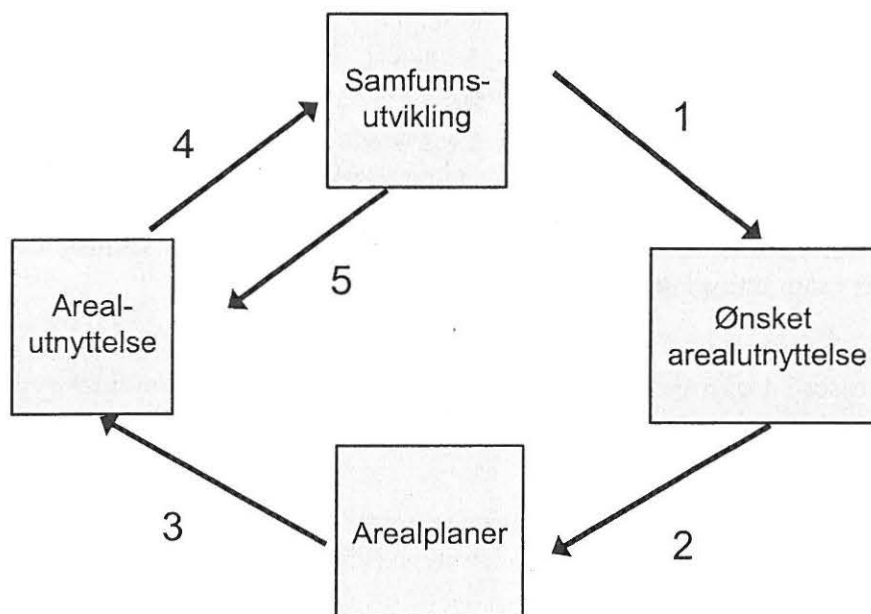 Samfunns-
utvikling
1
4
5
Areal-
utnyttelse
Ønsket
arealutnyttelse
3
Arealplaner
2